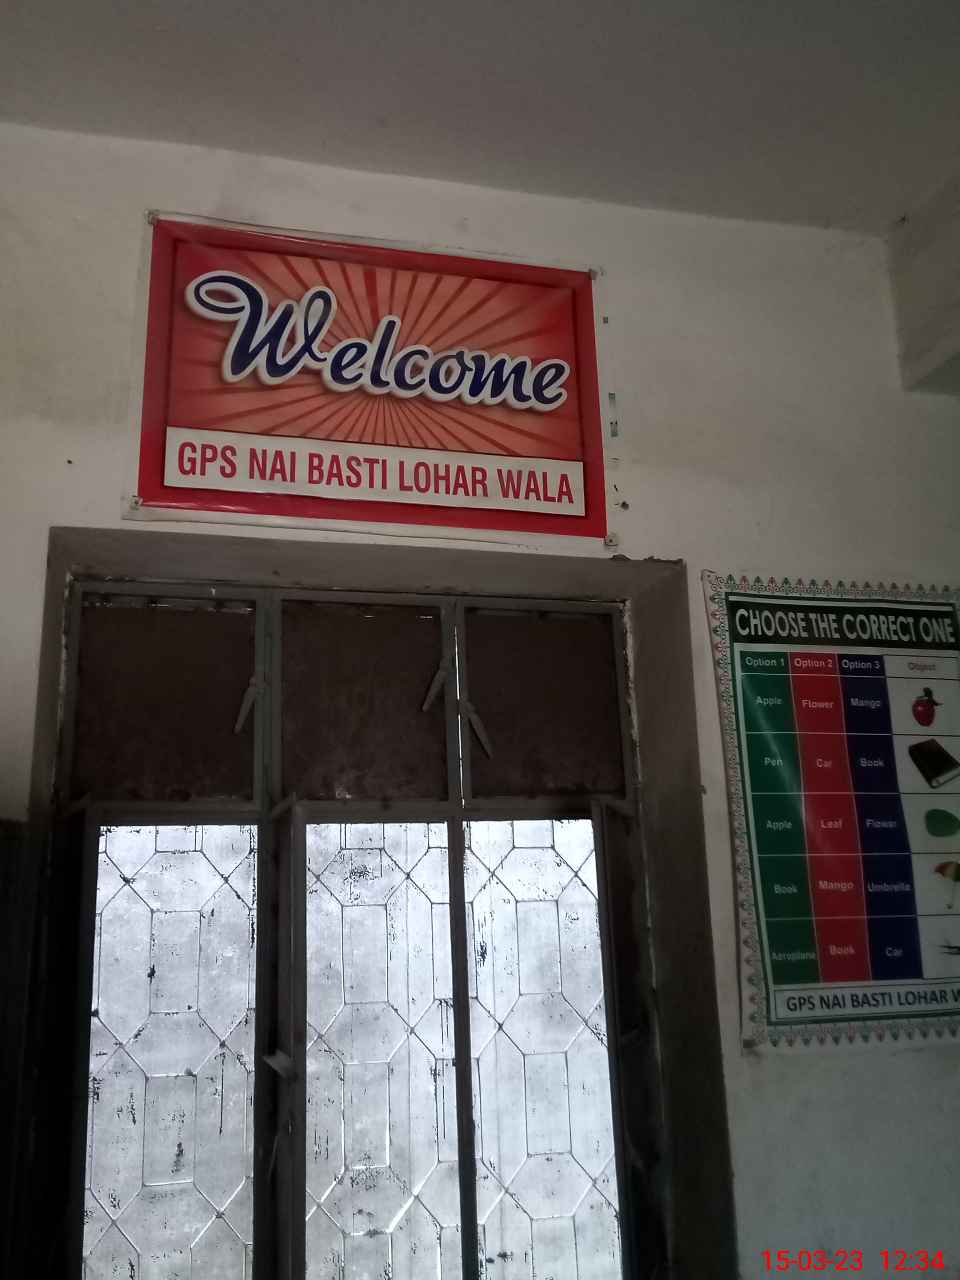 Welcome
GPS NAI BASTI LOHAR WALA
CHOOSE THE CORRECT ONE
Option 1 Option 2 Option 3 Object
Apple Flower Mango
Pen Car Book
Apple Leaf Flower
Book Mango Umbrella
Aeroplane Book Car
GPS NAI BASTI LOHAR W
15-03-23 12:34